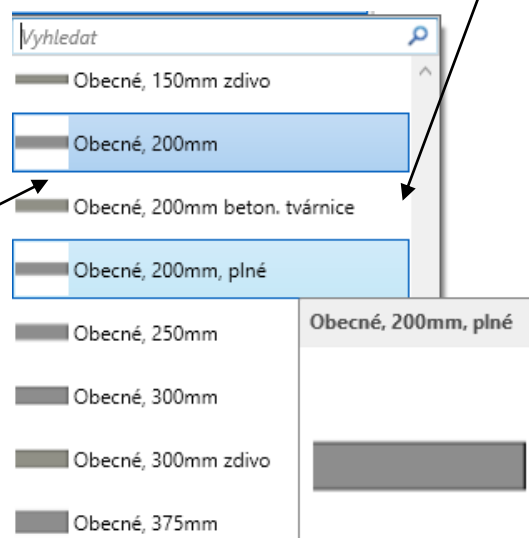 Vyhledat
Obecné, 150mm zdivo
Obecné, 200mm
Obecné, 200mm beton. tvárnice
Obecné, 200mm, plné
Obecné, 250mm
Obecné, 200mm, plné
Obecné, 300mm
Obecné, 300mm zdivo
Obecné, 375mm